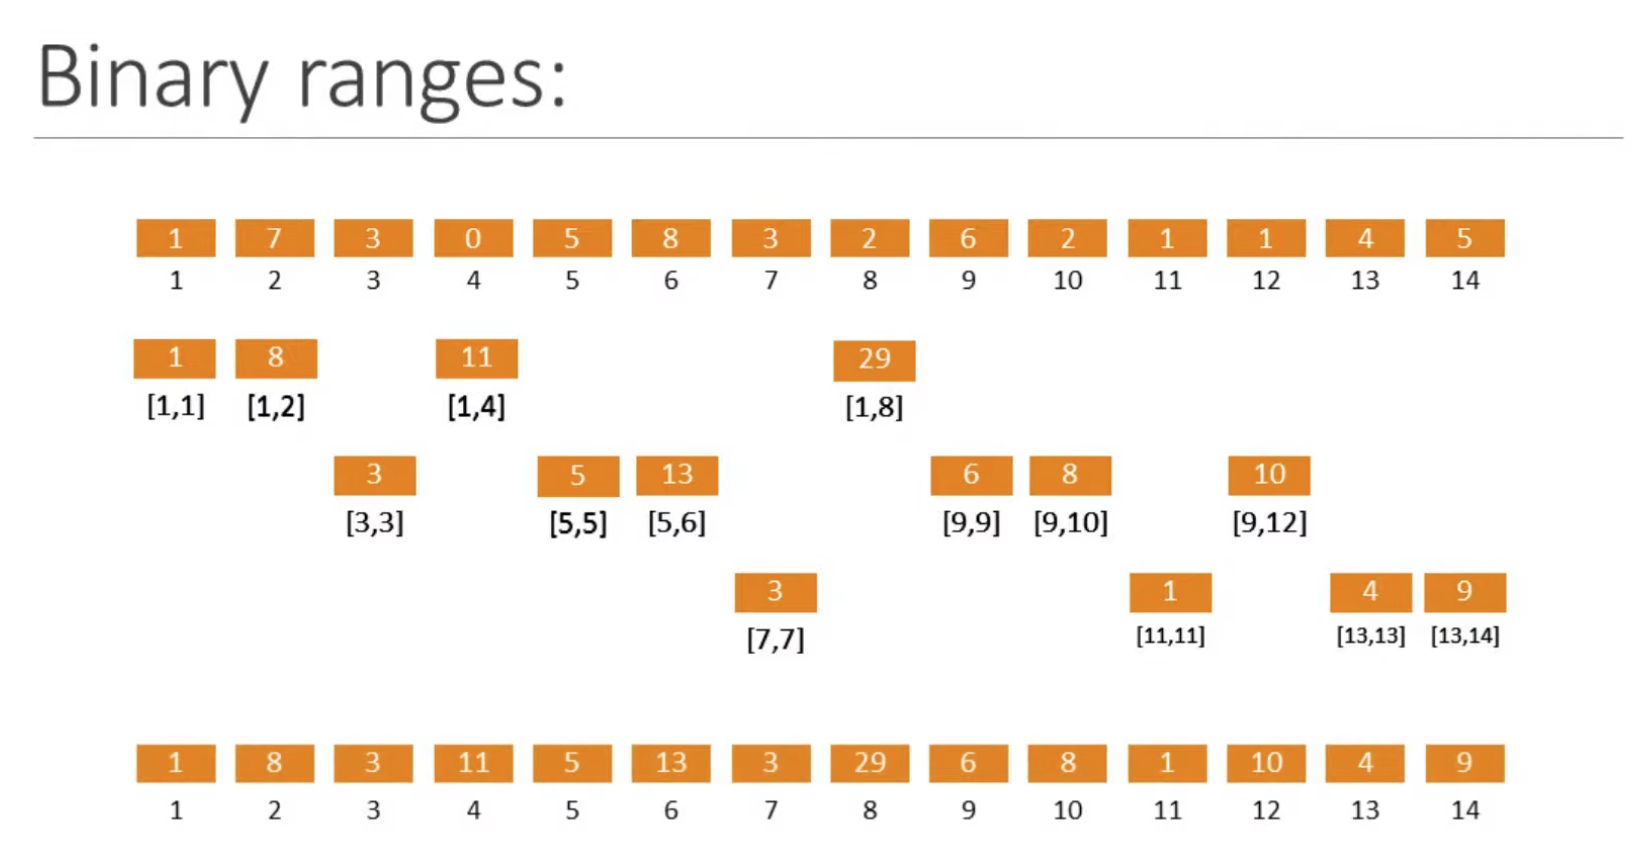 Binary ranges:
1 7 3 0 5 8 3 2 6 2 1 1 4 5
1 2 3 4 5 6 7 8 9 10 11 12 13 14
1 8 11 29
[1,1] [1,2] [1,4] [1,8]
3 5 13 6 8 10
[3,3] [5,5] [5,6] [9,9] [9,10] [9,12]
3 1 4 9
[7,7] [11,11] [13,13] [13,14]
1 8 3 11 5 13 3 29 6 8 1 10 4 9
1 2 3 4 5 6 7 8 9 10 11 12 13 14